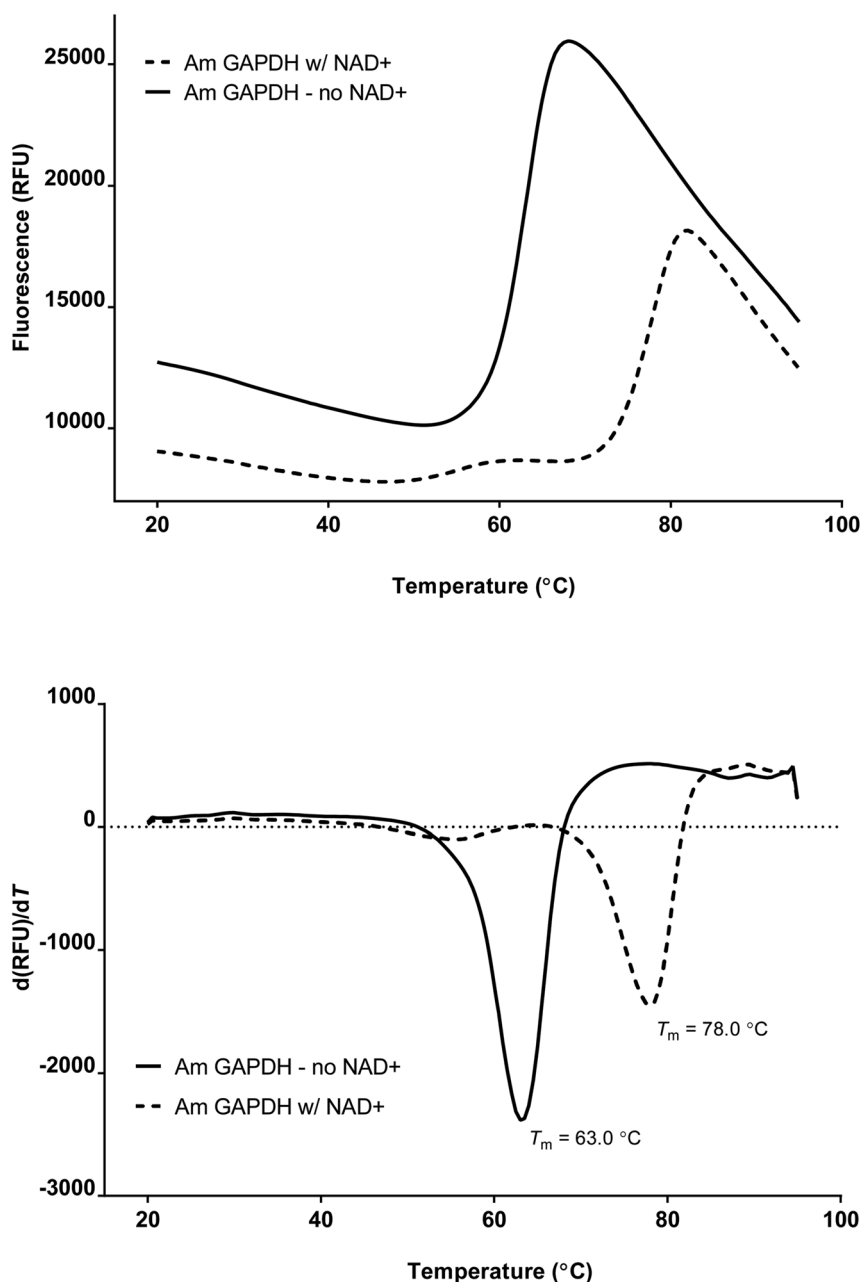 25000
20000
15000
10000
Fluorescence (RFU)
Am GAPDH w/ NAD+
Am GAPDH - no NAD+
20
40
60
80
100
Temperature (°C)
1000
0
-1000
-2000
-3000
d(RFU)/dT
Tm = 78.0 °C
Tm = 63.0 °C
Am GAPDH - no NAD+
Am GAPDH w/ NAD+
20
40
60
80
100
Temperature (°C)